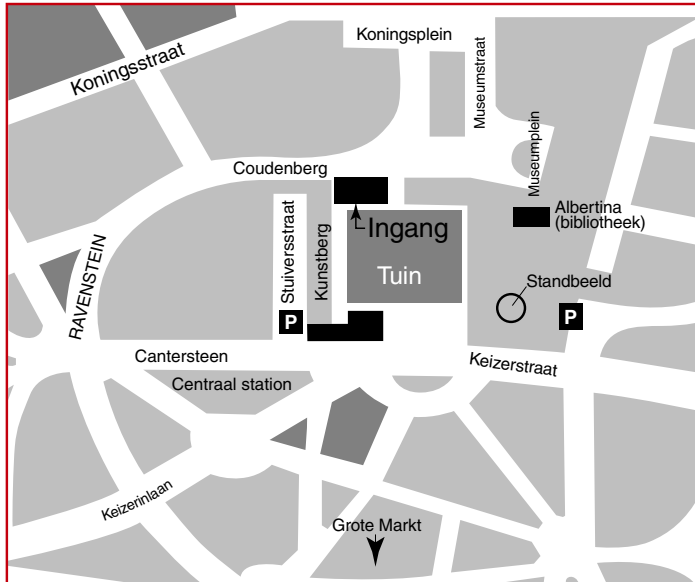 Koningsplein
Koningsstraat
Museumstraat
Museumplein
Coudenberg
Albertina
(bibliotheek)
Ingang
Stuiversstraat
Kunstberg
RAVENSTEIN
Tuin
Standbeeld
P
P
Cantersteen
Keizerstraat
Centraal station
Keizerinlaan
Grote Markt